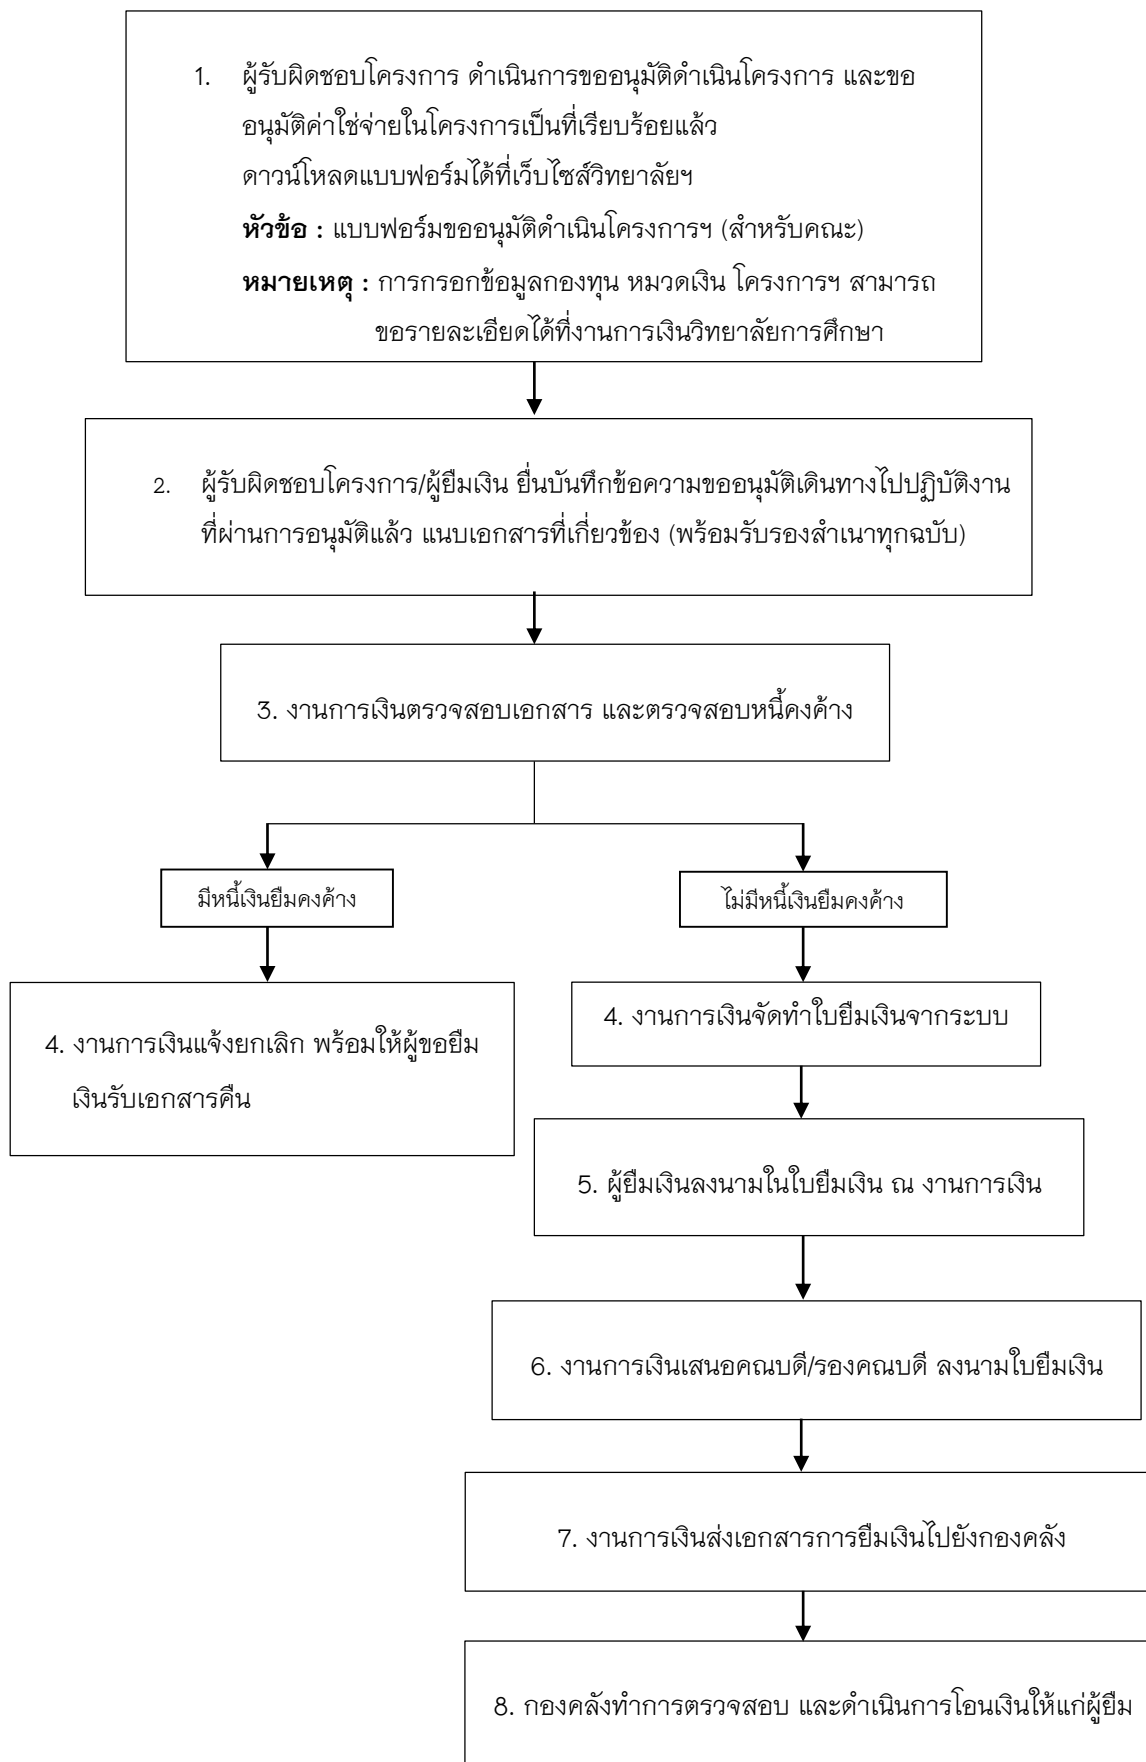 1. ผู้รับผิดชอบโครงการ ดำเนินการขออนุมัติดำเนินโครงการ และขอ
อนุมัติค่าใช้จ่ายในโครงการเป็นที่เรียบร้อยแล้ว
ดาวน์โหลดแบบฟอร์มได้ที่เว็บไซส์วิทยาลัยฯ
หัวข้อ : แบบฟอร์มขออนุมัติดำเนินโครงการฯ (สำหรับคณะ)
หมายเหตุ : การกรอกข้อมูลกองทุน หมวดเงิน โครงการฯ สามารถ
ขอรายละเอียดได้ที่งานการเงินวิทยาลัยการศึกษา
2. ผู้รับผิดชอบโครงการ/ผู้ยืมเงิน ยื่นบันทึกข้อความขออนุมัติเดินทางไปปฏิบัติงาน
ที่ผ่านการอนุมัติแล้ว แนบเอกสารที่เกี่ยวข้อง (พร้อมรับรองสำเนาทุกฉบับ)
3. งานการเงินตรวจสอบเอกสาร และตรวจสอบหนี้คงค้าง
มีหนี้เงินยืมคงค้าง
ไม่มีหนี้เงินยืมคงค้าง
4. งานการเงินแจ้งยกเลิก พร้อมให้ผู้ขอยืม
เงินรับเอกสารคืน
4. งานการเงินจัดทำใบยืมเงินจากระบบ
5. ผู้ยืมเงินลงนามในใบยืมเงิน ณ งานการเงิน
6. งานการเงินเสนอคณบดี/รองคณบดี ลงนามใบยืมเงิน
7. งานการเงินส่งเอกสารการยืมเงินไปยังกองคลัง
8. กองคลังทำการตรวจสอบ และดำเนินการโอนเงินให้แก่ผู้ยืม